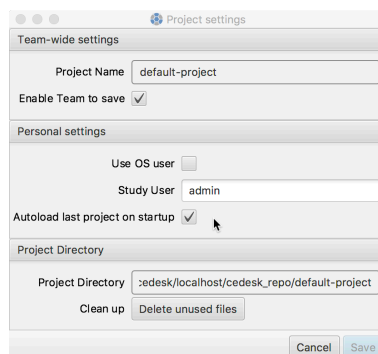 Project settings
Team-wide settings
Project Name default-project
Enable Team to save
Personal settings
Use OS user
Study User admin
Autoload last project on startup
Project Directory
Project Directory :edesk/localhost/cedesk_repo/default-project
Clean up Delete unused files
Cancel Save